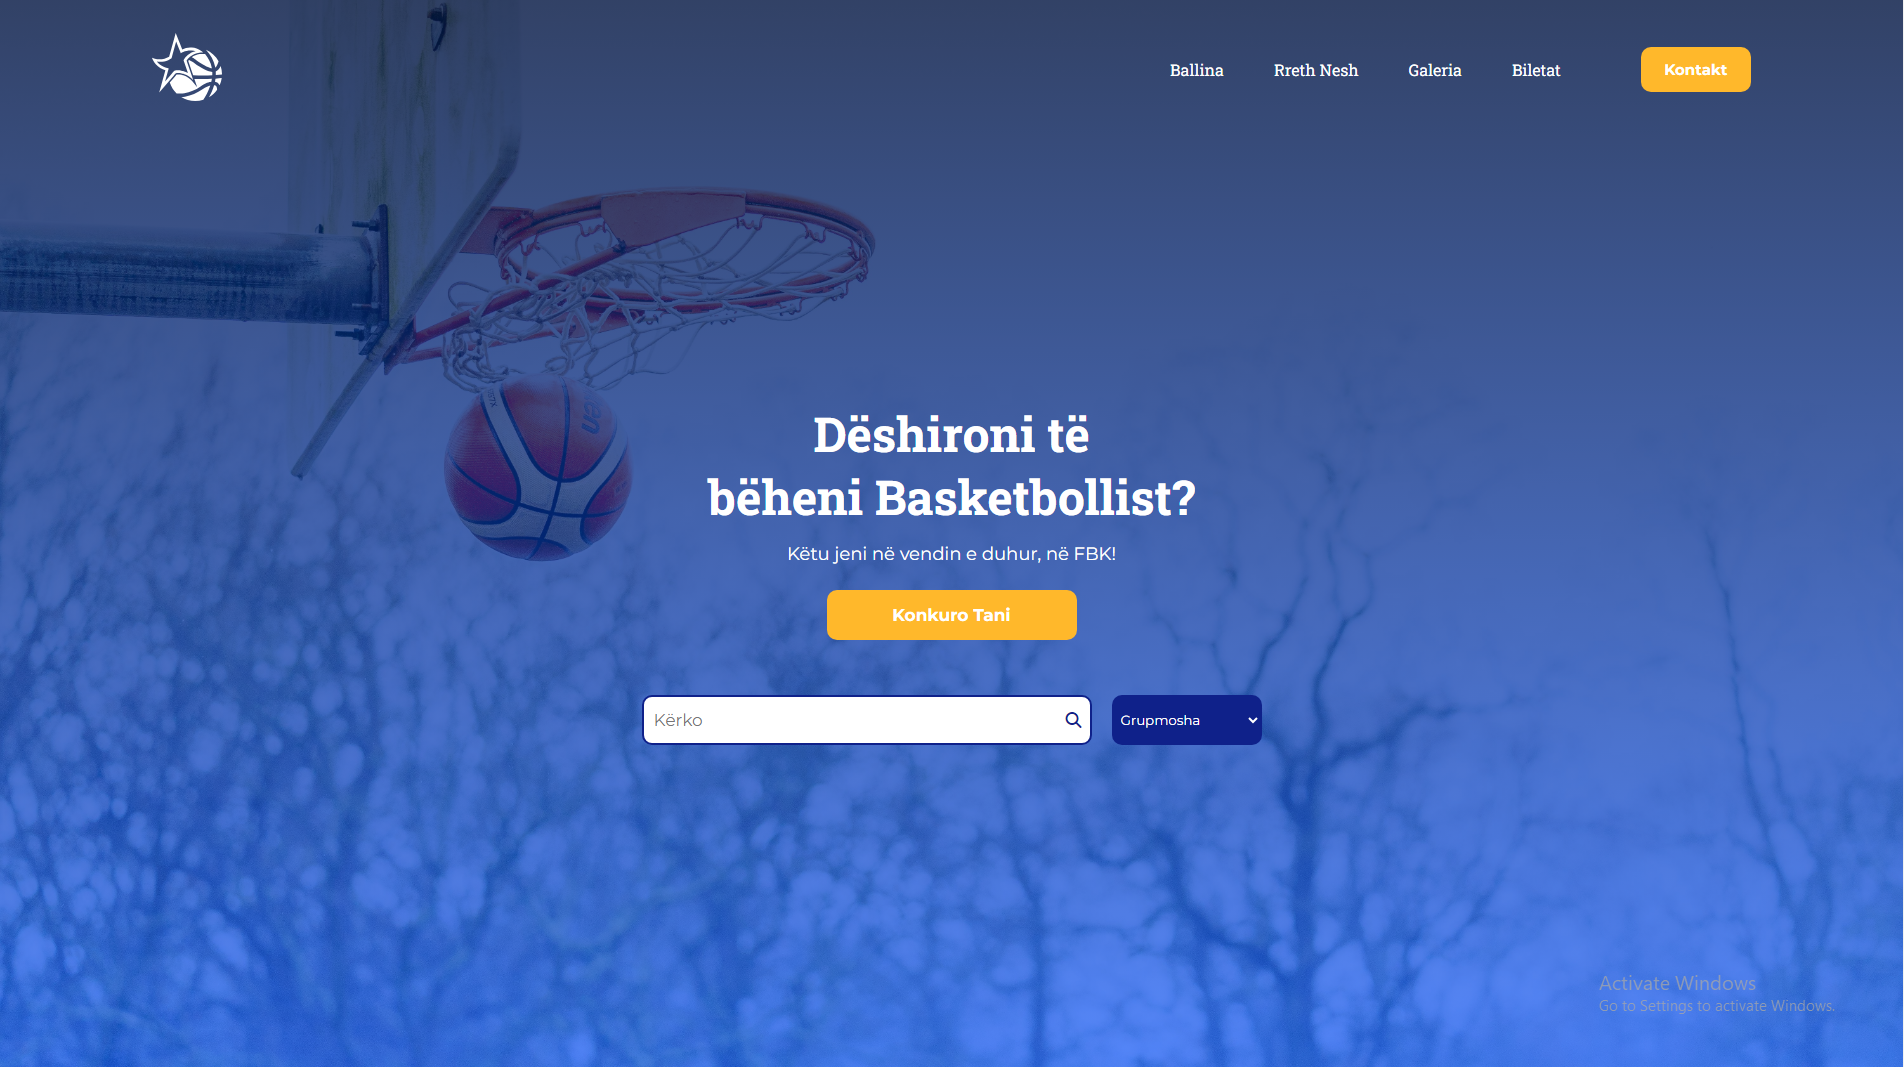 Ballina
Rreth Nesh
Galeria
Biletat
Kontakt
Dëshironi të
bëheni Basketbollist?
Këtu jeni në vendin e duhur, në FBK!
Konkuro Tani
Kërko
Grupmosha
Activate Windows
Go to Settings to activate Windows.